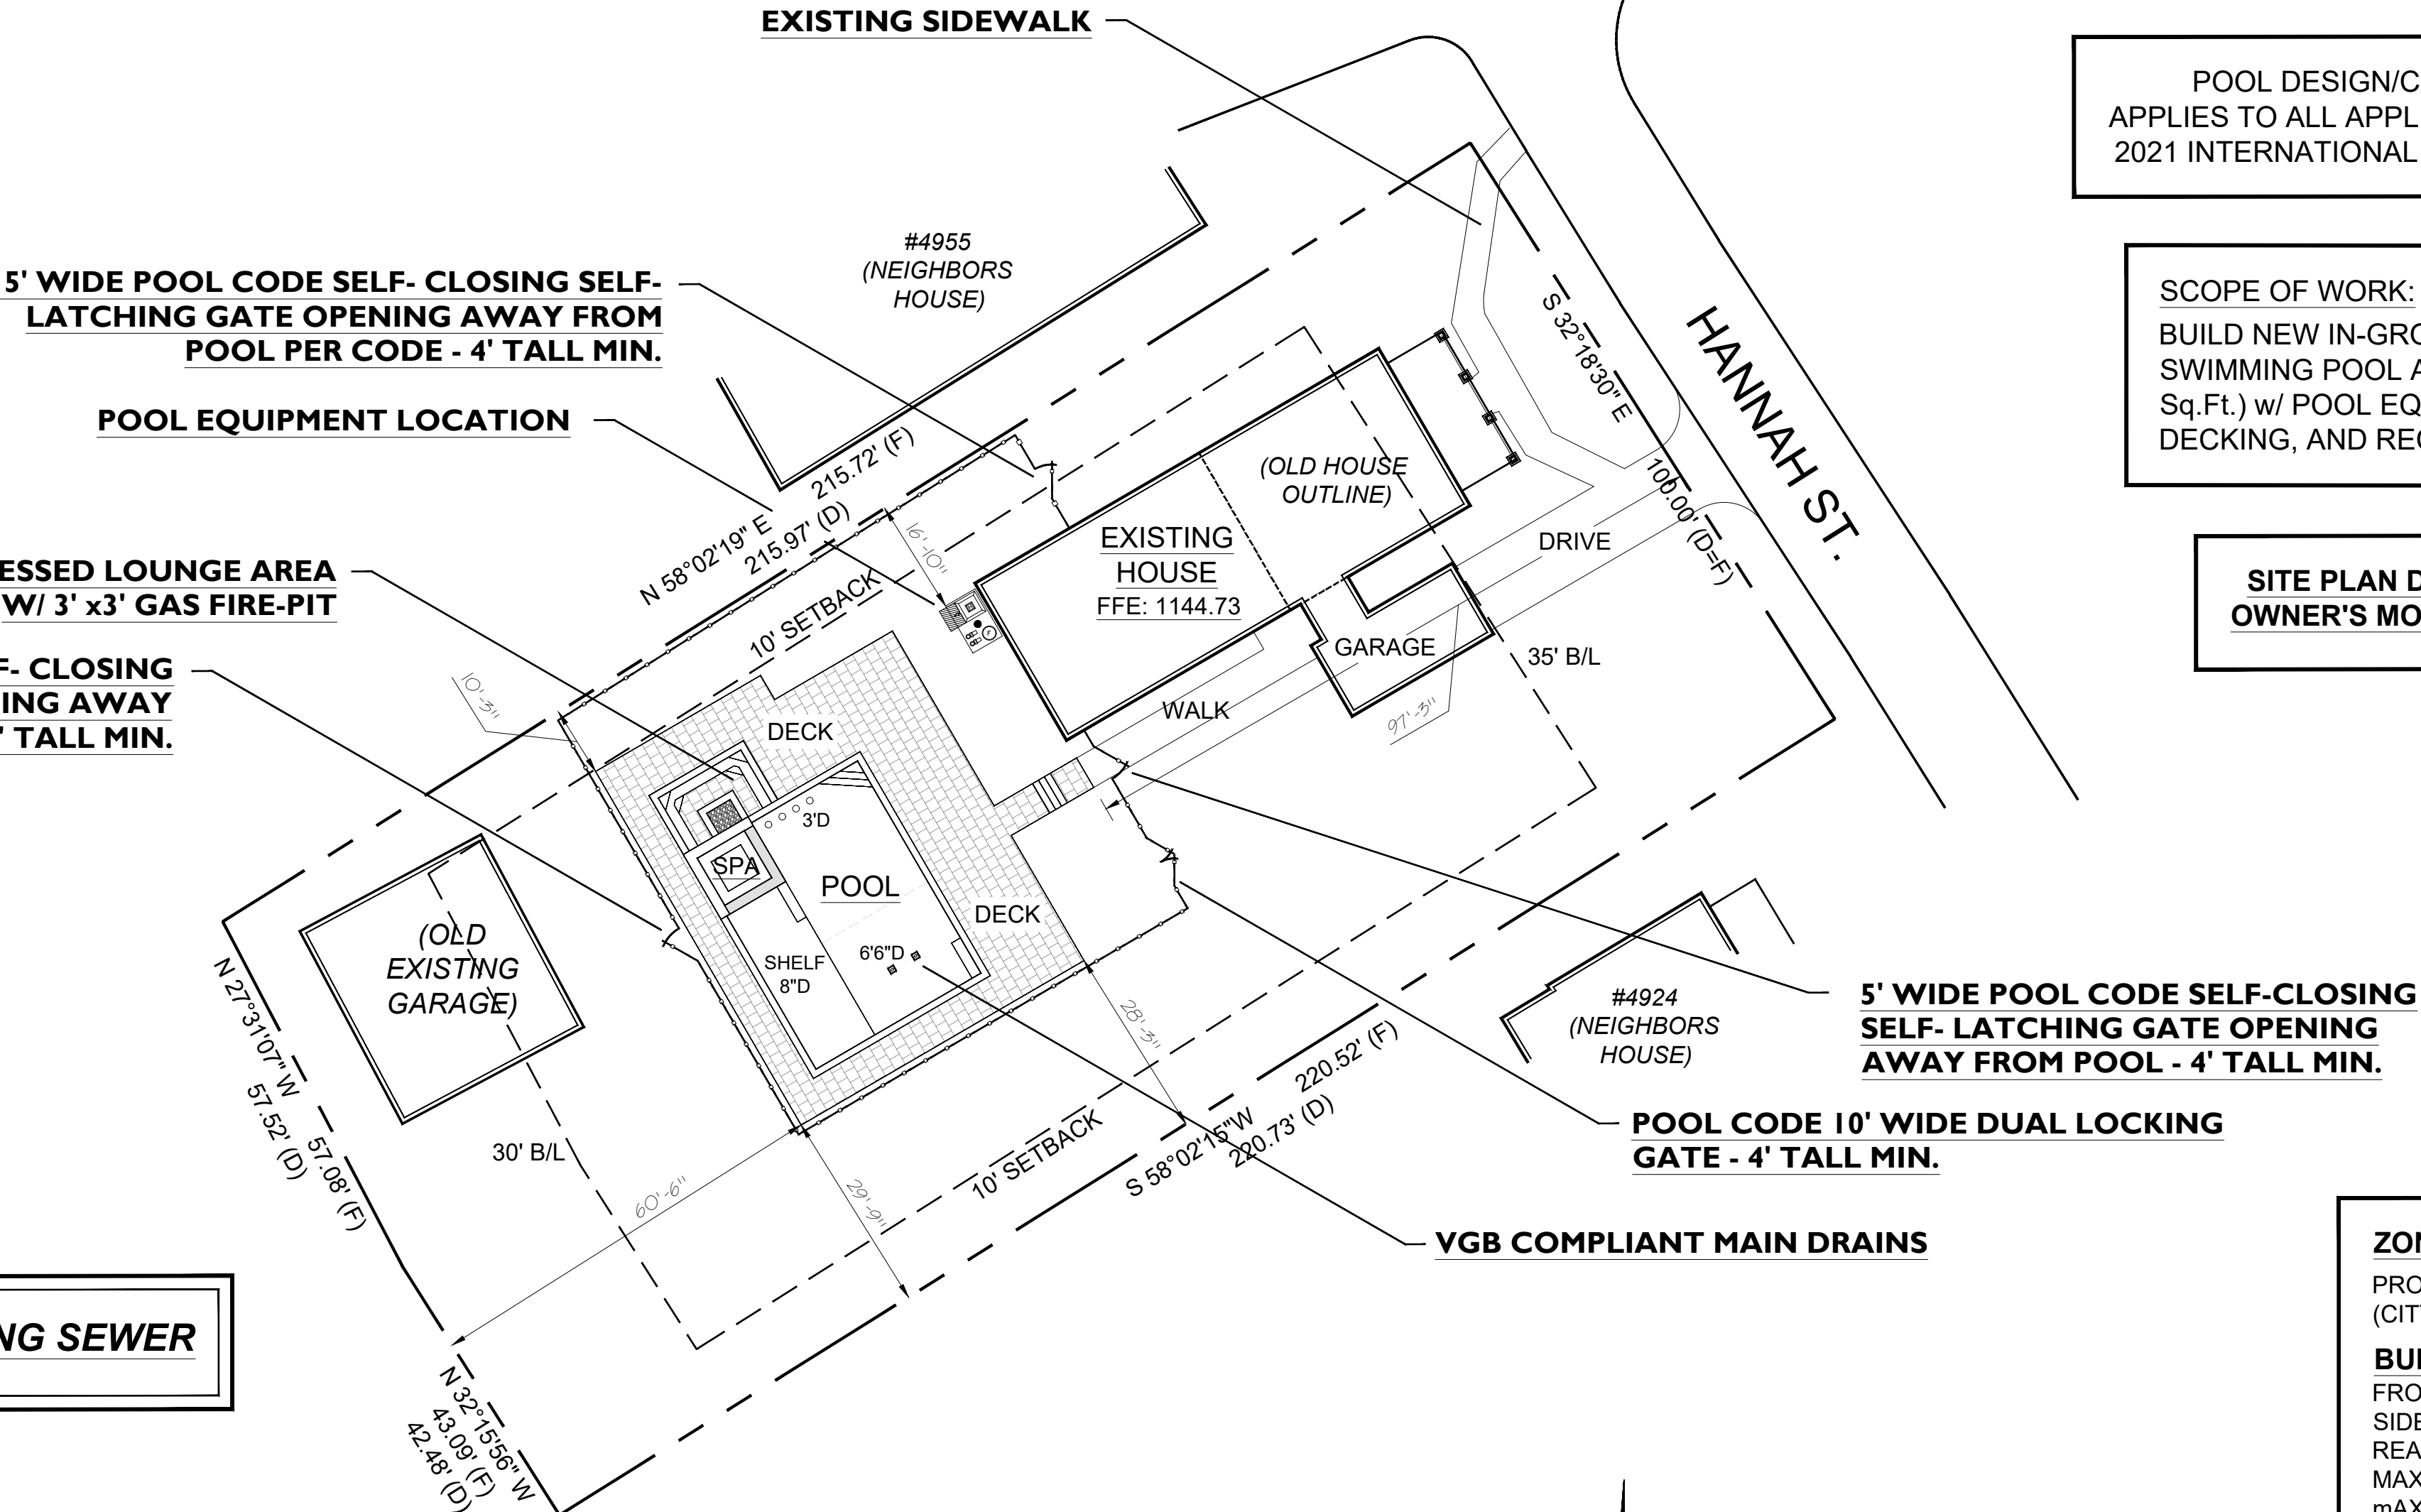 EXISTING SIDEWALK
POOL DESIGN/C
APPLIES TO ALL APPL
2021 INTERNATIONAL
#4955
(NEIGHBORS
HOUSE)
5' WIDE POOL CODE SELF- CLOSING SELF-
LATCHING GATE OPENING AWAY FROM
POOL PER CODE - 4' TALL MIN.
SCOPE OF WORK:
BUILD NEW IN-GRO
SWIMMING POOL A
Sq.Ft.) w/ POOL EQ
DECKING, AND REC
S 32°18'30" E
HANNAH ST.
POOL EQUIPMENT LOCATION
215.72' (F)
N 58°02'19" E
215.97' (D)
16'-10"
(OLD HOUSE
OUTLINE)
100.00' (D=F)
EXISTING
HOUSE
FFE: 1144.73
DRIVE
ESSED LOUNGE AREA
W/ 3' x3' GAS FIRE-PIT
SITE PLAN D
OWNER'S MO
10' SETBACK
GARAGE
35' B/L
F- CLOSING
ING AWAY
' TALL MIN.
10'-3"
WALK
97'-3"
DECK
3'D
SPA
POOL
DECK
(OLD
EXISTING
GARAGE)
SHELF
8"D
6'6"D
N 27°31'07" W
57.52' (D)
57.08' (F)
28'-3"
#4924
(NEIGHBORS
HOUSE)
5' WIDE POOL CODE SELF-CLOSING
SELF- LATCHING GATE OPENING
AWAY FROM POOL - 4' TALL MIN.
220.52' (F)
S 58°02'15"W
220.73' (D)
POOL CODE 10' WIDE DUAL LOCKING
GATE - 4' TALL MIN.
30' B/L
10' SETBACK
60'-6"
29'-9"
VGB COMPLIANT MAIN DRAINS
NG SEWER
N 32°15'56" W
43.09' (F)
42.48' (D)
ZON
PRO
(CIT
BUI
FRO
SIDE
REA
MAX
mAX